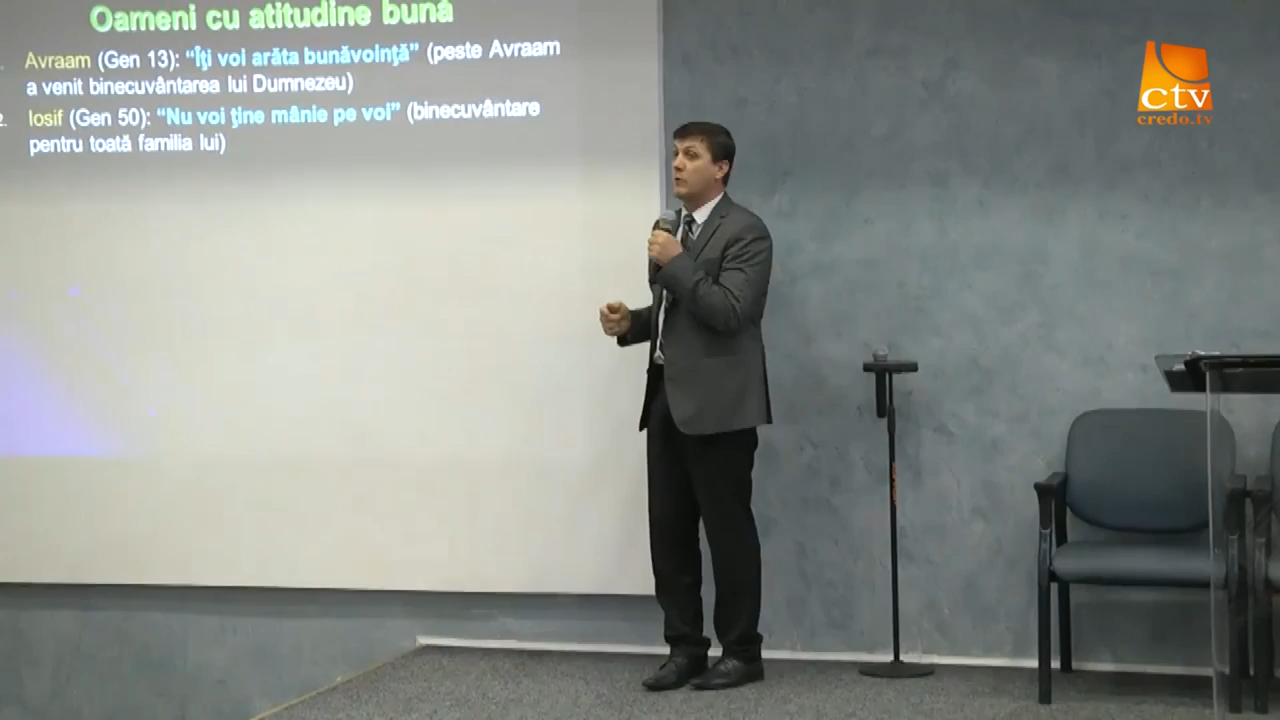 Oameni cu atitudine bună
Avraam (Gen 13): “Îţi voi arăta bunăvoinţă” (peste Avraam
a venit binecuvântarea lui Dumnezeu)
2. Iosif (Gen 50): “Nu voi ţine mânie pe voi” (binecuvântare
pentru toată familia lui)
ctv
credo.tv